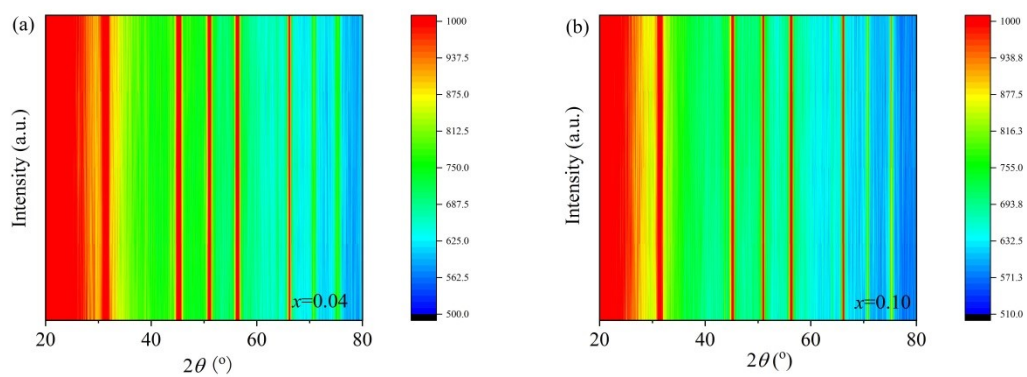 (a)
Intensity (a.u.)
x=0.04
20 40 60 80
2θ (°)
1000
937.5
875.0
812.5
750.0
687.5
625.0
562.5
500.0
(b)
Intensity (a.u.)
x=0.10
20 40 60 80
2θ (°)
1000
938.8
877.5
816.3
755.0
693.8
632.5
571.3
510.0